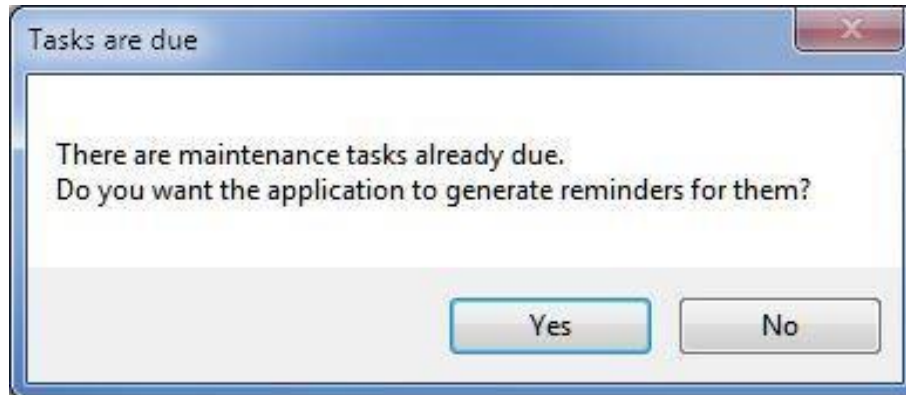 Tasks are due
There are maintenance tasks already due.
Do you want the application to generate reminders for them?
Yes
No